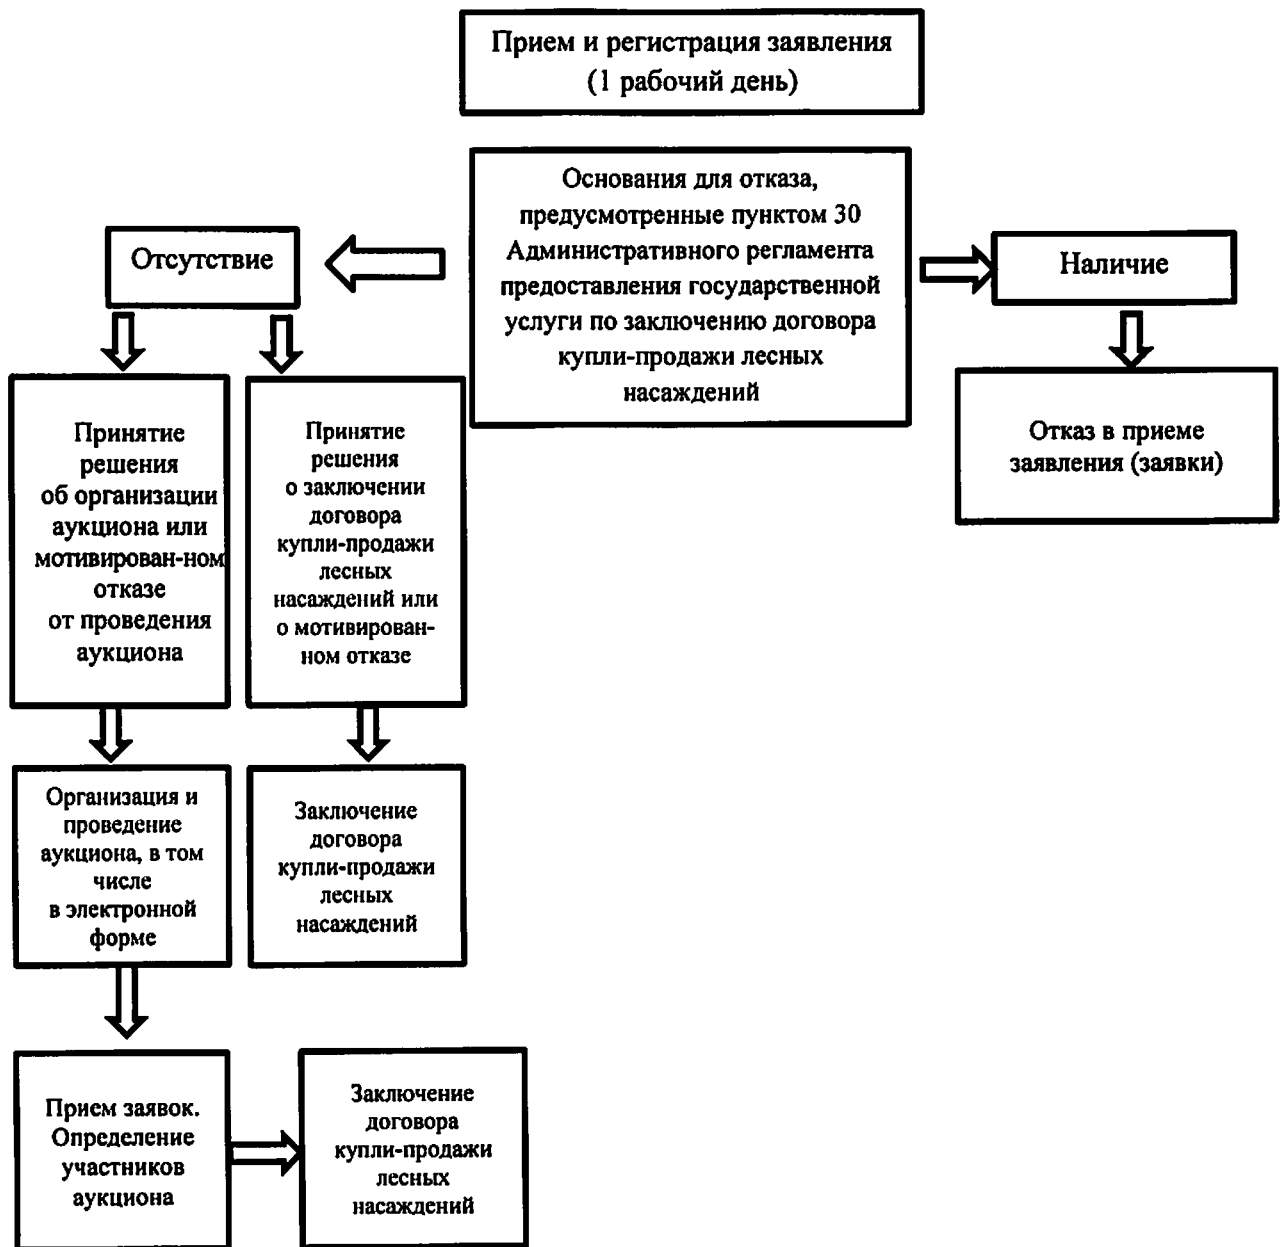 Прием и регистрация заявления
(1 рабочий день)
Основания для отказа,
предусмотренные пунктом 30
Административного регламента
предоставления государственной
услуги по заключению договора
купли-продажи лесных
насаждений
Отсутствие
Наличие
Принятие
решения
об организации
аукциона или
мотивирован-ном
отказе
от проведения
аукциона
Принятие
решения
о заключении
договора
купли-продажи
лесных
насаждений или
о мотивирован-
ном отказе
Отказ в приеме
заявления (заявки)
Организация и
проведение
аукциона, в том
числе
в электронной
форме
Заключение
договора
купли-продажи
лесных
насаждений
Прием заявок.
Определение
участников
аукциона
Заключение
договора
купли-продажи
лесных
насаждений